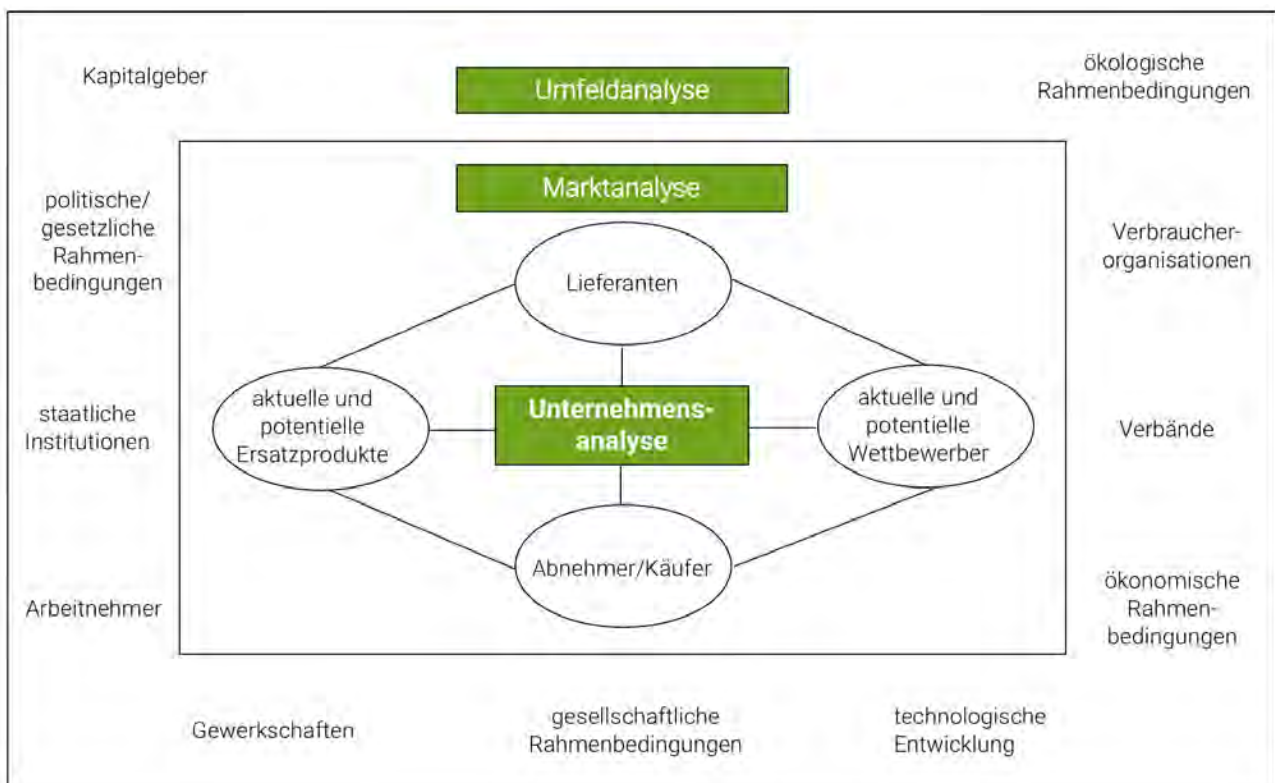 Kapitalgeber
Umfeldanalyse
ökologische
Rahmenbedingungen
Marktanalyse
politische/
gesetzliche
Rahmen-
bedingungen
Verbraucher-
organisationen
Lieferanten
staatliche
Institutionen
aktuelle und
potentielle
Ersatzprodukte
Unternehmens-
analyse
aktuelle und
potentielle
Wettbewerber
Verbände
Abnehmer/Käufer
Arbeitnehmer
ökonomische
Rahmen-
bedingungen
Gewerkschaften
gesellschaftliche
Rahmenbedingungen
technologische
Entwicklung